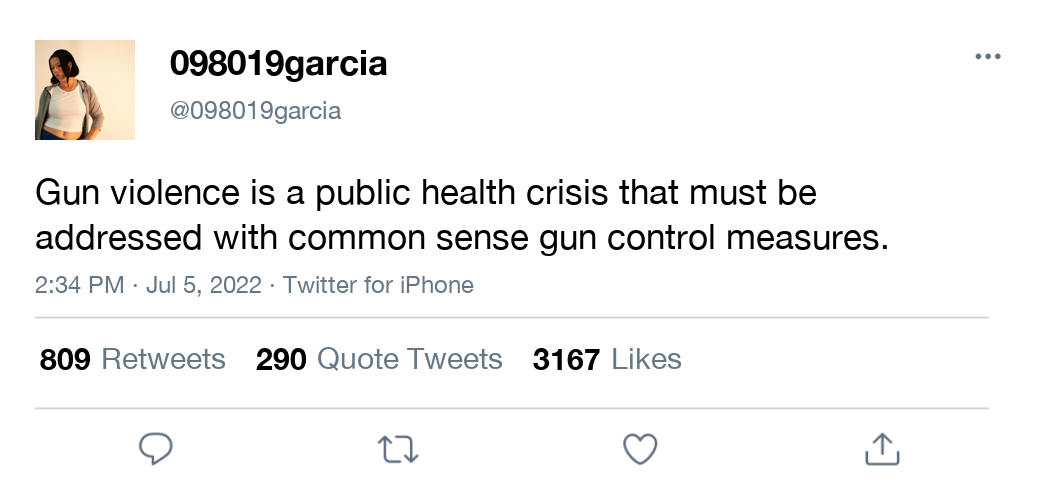 098019garcia
@098019garcia
Gun violence is a public health crisis that must be
addressed with common sense gun control measures.
2:34 PM · Jul 5, 2022 · Twitter for iPhone
809 Retweets 290 Quote Tweets 3167 Likes